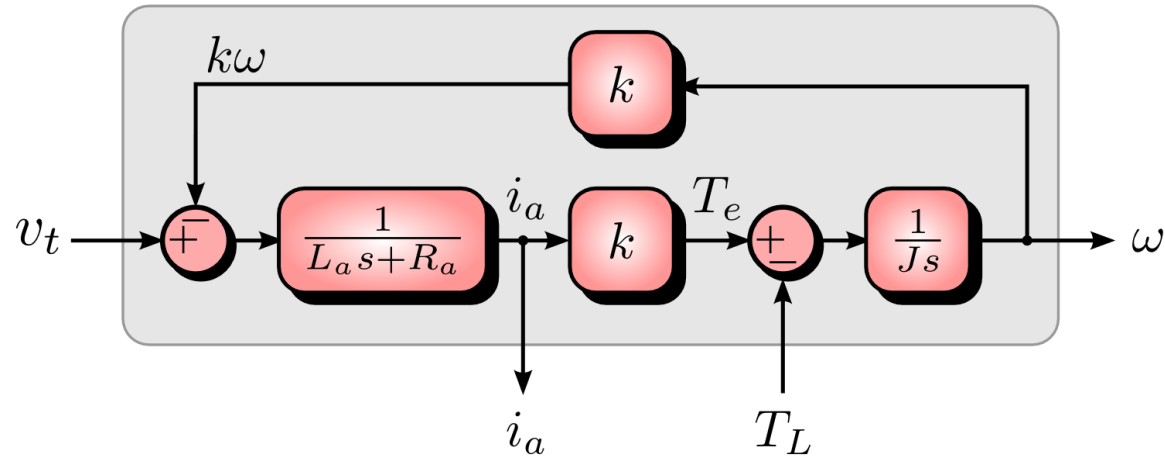 kω
k
v_t
+
−
1
L_a s+R_a
i_a
k
T_e
+
−
1
Js
ω
i_a
T_L